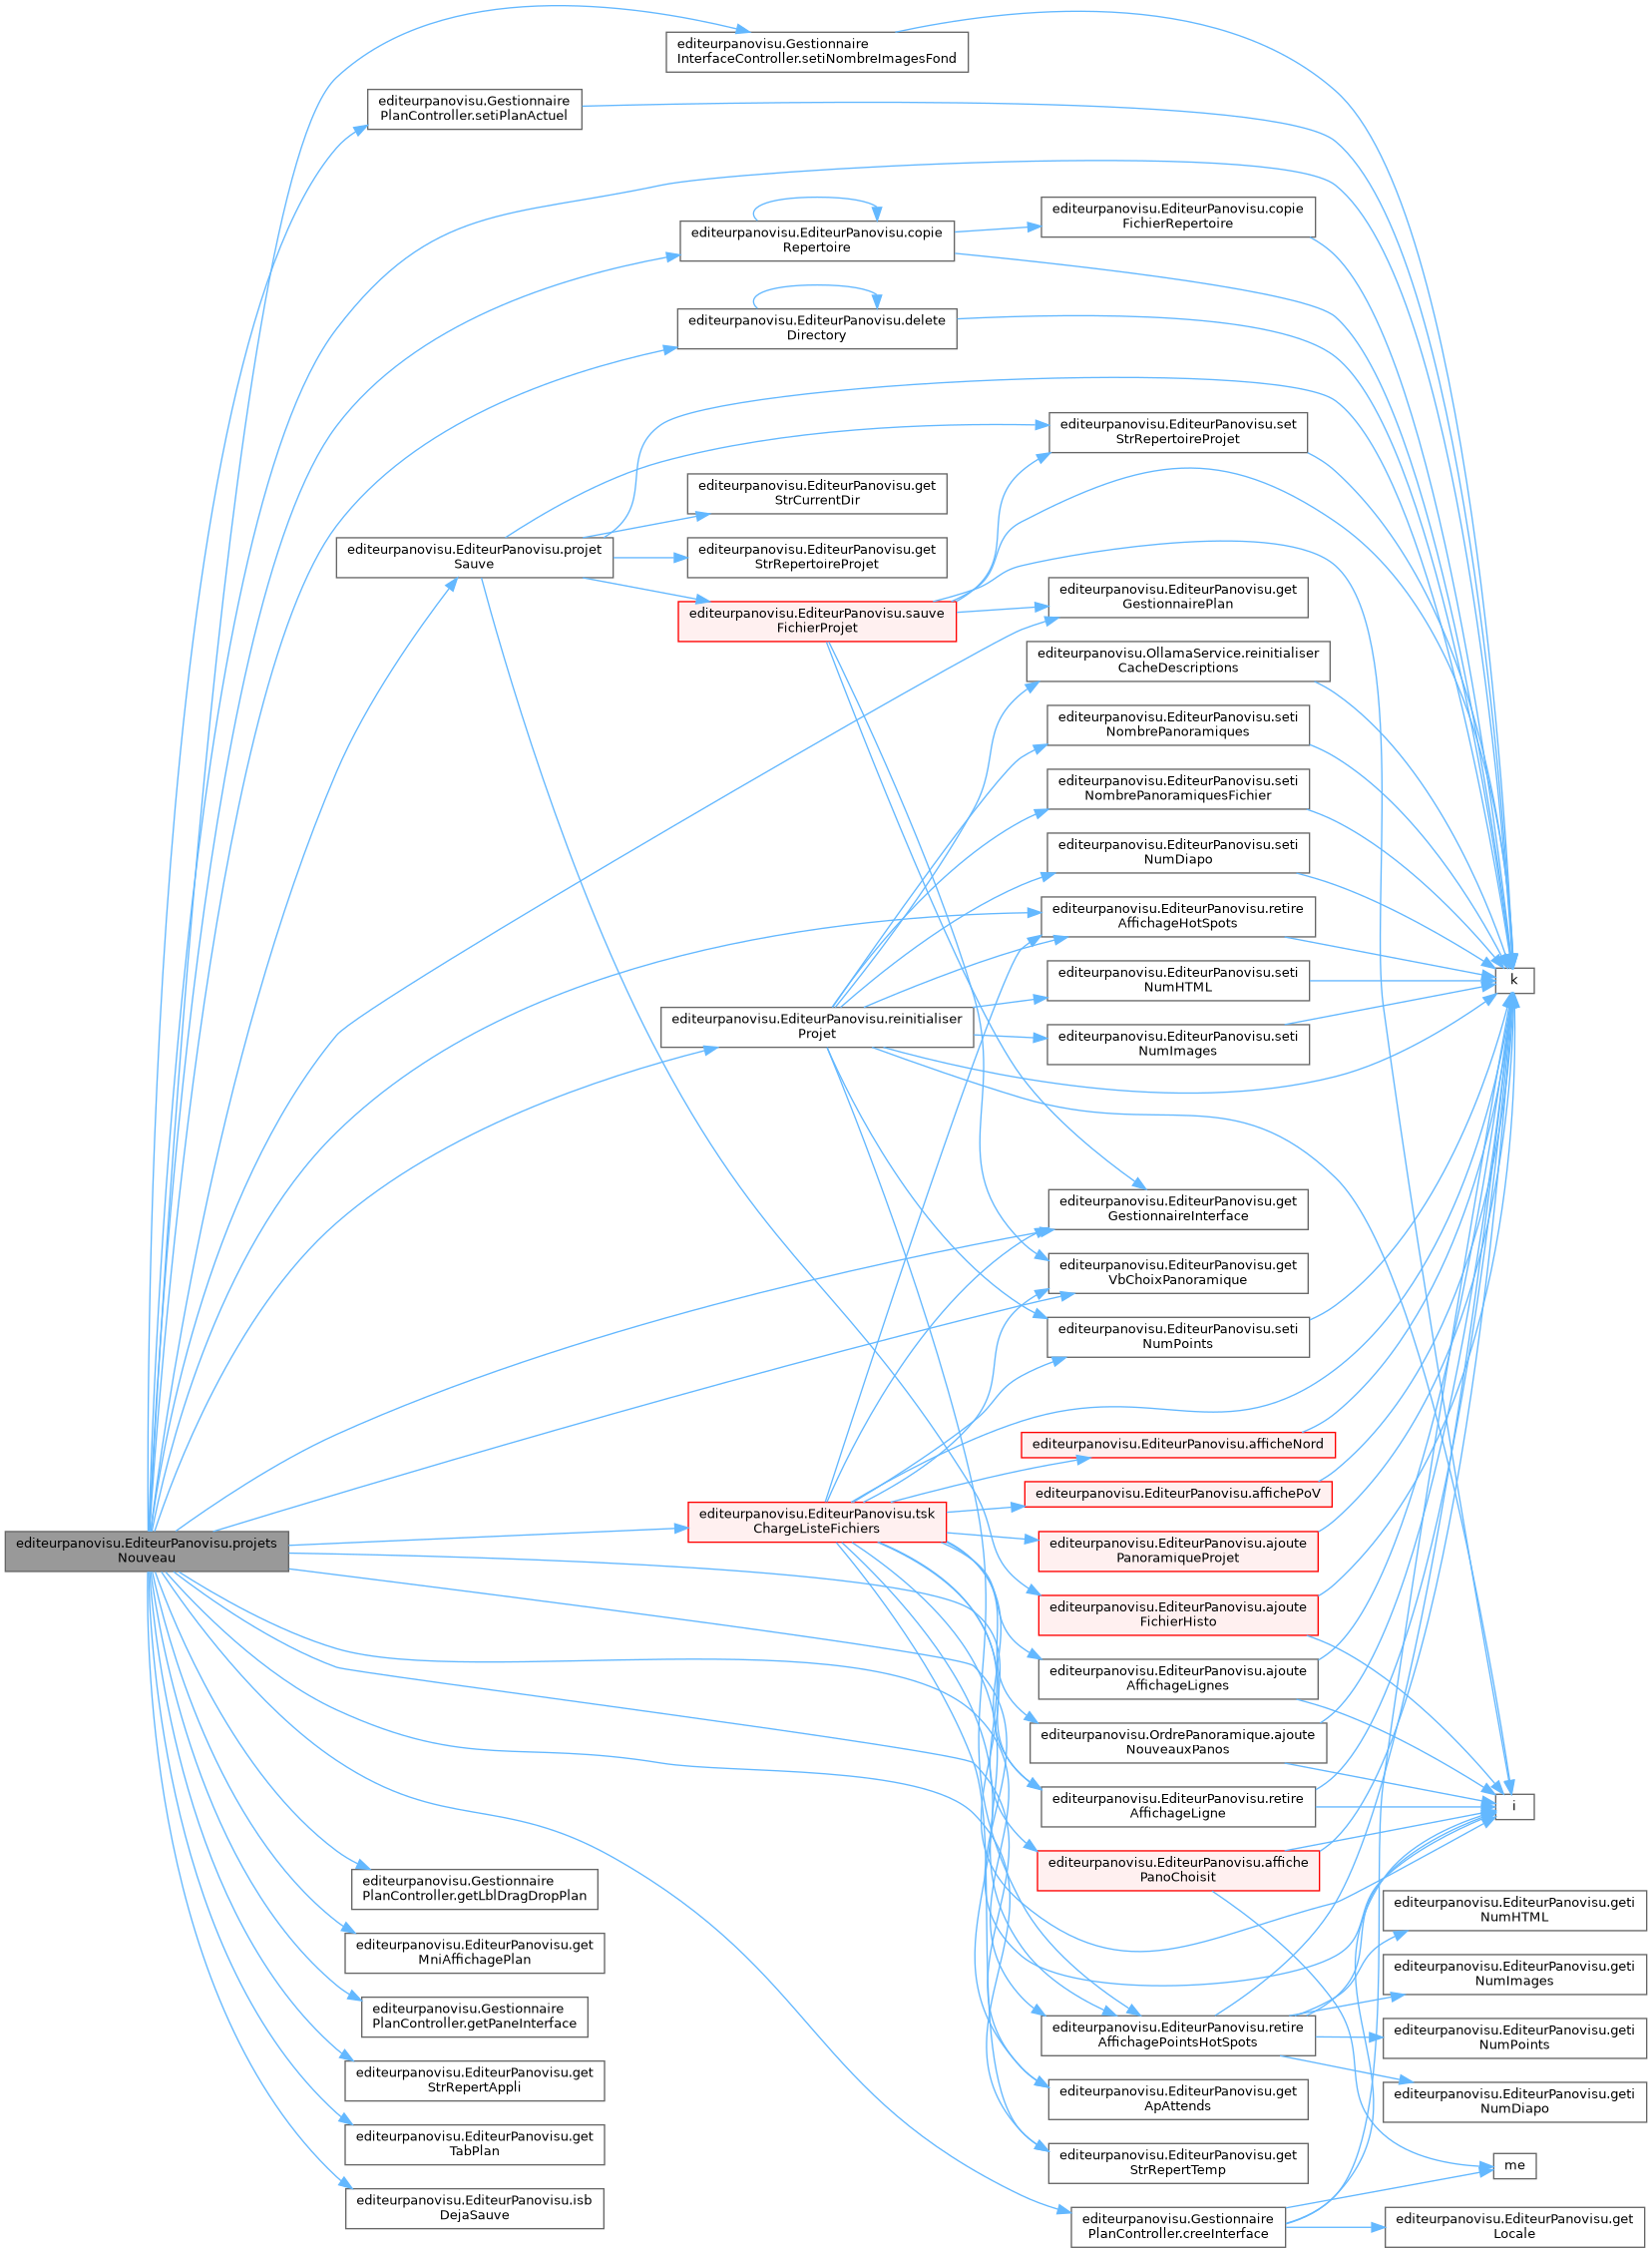 editeurpanovisu.Gestionnaire
InterfaceController.setiNombreImagesFond
editeurpanovisu.Gestionnaire
PlanController.setiPlanActuel
editeurpanovisu.EditeurPanovisu.copie
FichierRepertoire
editeurpanovisu.EditeurPanovisu.copie
Repertoire
editeurpanovisu.EditeurPanovisu.delete
Directory
editeurpanovisu.EditeurPanovisu.set
StrRepertoireProjet
editeurpanovisu.EditeurPanovisu.get
StrCurrentDir
editeurpanovisu.EditeurPanovisu.projet
Sauve
editeurpanovisu.EditeurPanovisu.get
StrRepertoireProjet
editeurpanovisu.EditeurPanovisu.get
GestionnairePlan
editeurpanovisu.EditeurPanovisu.sauve
FichierProjet
editeurpanovisu.OllamaService.reinitialiser
CacheDescriptions
editeurpanovisu.EditeurPanovisu.seti
NombrePanoramiques
editeurpanovisu.EditeurPanovisu.seti
NombrePanoramiquesFichier
editeurpanovisu.EditeurPanovisu.seti
NumDiapo
editeurpanovisu.EditeurPanovisu.retire
AffichageHotSpots
editeurpanovisu.EditeurPanovisu.seti
NumHTML
k
editeurpanovisu.EditeurPanovisu.reinitialiser
Projet
editeurpanovisu.EditeurPanovisu.seti
NumImages
editeurpanovisu.EditeurPanovisu.get
GestionnaireInterface
editeurpanovisu.EditeurPanovisu.get
VbChoixPanoramique
editeurpanovisu.EditeurPanovisu.seti
NumPoints
editeurpanovisu.EditeurPanovisu.afficheNord
editeurpanovisu.EditeurPanovisu.affichePoV
editeurpanovisu.EditeurPanovisu.tsk
ChargeListeFichiers
editeurpanovisu.EditeurPanovisu.projets
Nouveau
editeurpanovisu.EditeurPanovisu.ajoute
PanoramiqueProjet
editeurpanovisu.EditeurPanovisu.ajoute
FichierHisto
editeurpanovisu.EditeurPanovisu.ajoute
AffichageLignes
editeurpanovisu.OrdrePanoramique.ajoute
NouveauxPanos
editeurpanovisu.EditeurPanovisu.retire
AffichageLigne
i
editeurpanovisu.EditeurPanovisu.affiche
PanoChoisit
editeurpanovisu.Gestionnaire
PlanController.getLblDragDropPlan
editeurpanovisu.EditeurPanovisu.geti
NumHTML
editeurpanovisu.EditeurPanovisu.get
MniAffichagePlan
editeurpanovisu.EditeurPanovisu.geti
NumImages
editeurpanovisu.Gestionnaire
PlanController.getPaneInterface
editeurpanovisu.EditeurPanovisu.retire
AffichagePointsHotSpots
editeurpanovisu.EditeurPanovisu.geti
NumPoints
editeurpanovisu.EditeurPanovisu.get
StrRepertAppli
editeurpanovisu.EditeurPanovisu.get
ApAttends
editeurpanovisu.EditeurPanovisu.geti
NumDiapo
editeurpanovisu.EditeurPanovisu.get
TabPlan
editeurpanovisu.EditeurPanovisu.get
StrRepertTemp
me
editeurpanovisu.EditeurPanovisu.isb
DejaSauve
editeurpanovisu.Gestionnaire
PlanController.creeInterface
editeurpanovisu.EditeurPanovisu.get
Locale